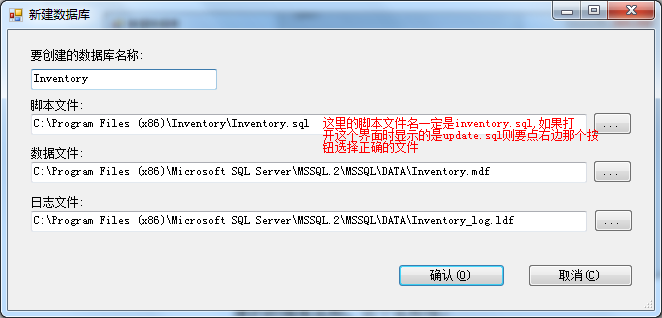 新建数据库
要创建的数据库名称:
Inventory
脚本文件:
C:\Program Files (x86)\Inventory\Inventory.sql
这里的脚本文件名一定是inventory.sql,如果打
开这个界面时显示的是update.sql则要点右边那个按
钮选择正确的文件
...
数据文件:
C:\Program Files (x86)\Microsoft SQL Server\MSSQL.2\MSSQL\DATA\Inventory.mdf
...
日志文件:
C:\Program Files (x86)\Microsoft SQL Server\MSSQL.2\MSSQL\DATA\Inventory_log.ldf
...
确认(O)
取消(C)